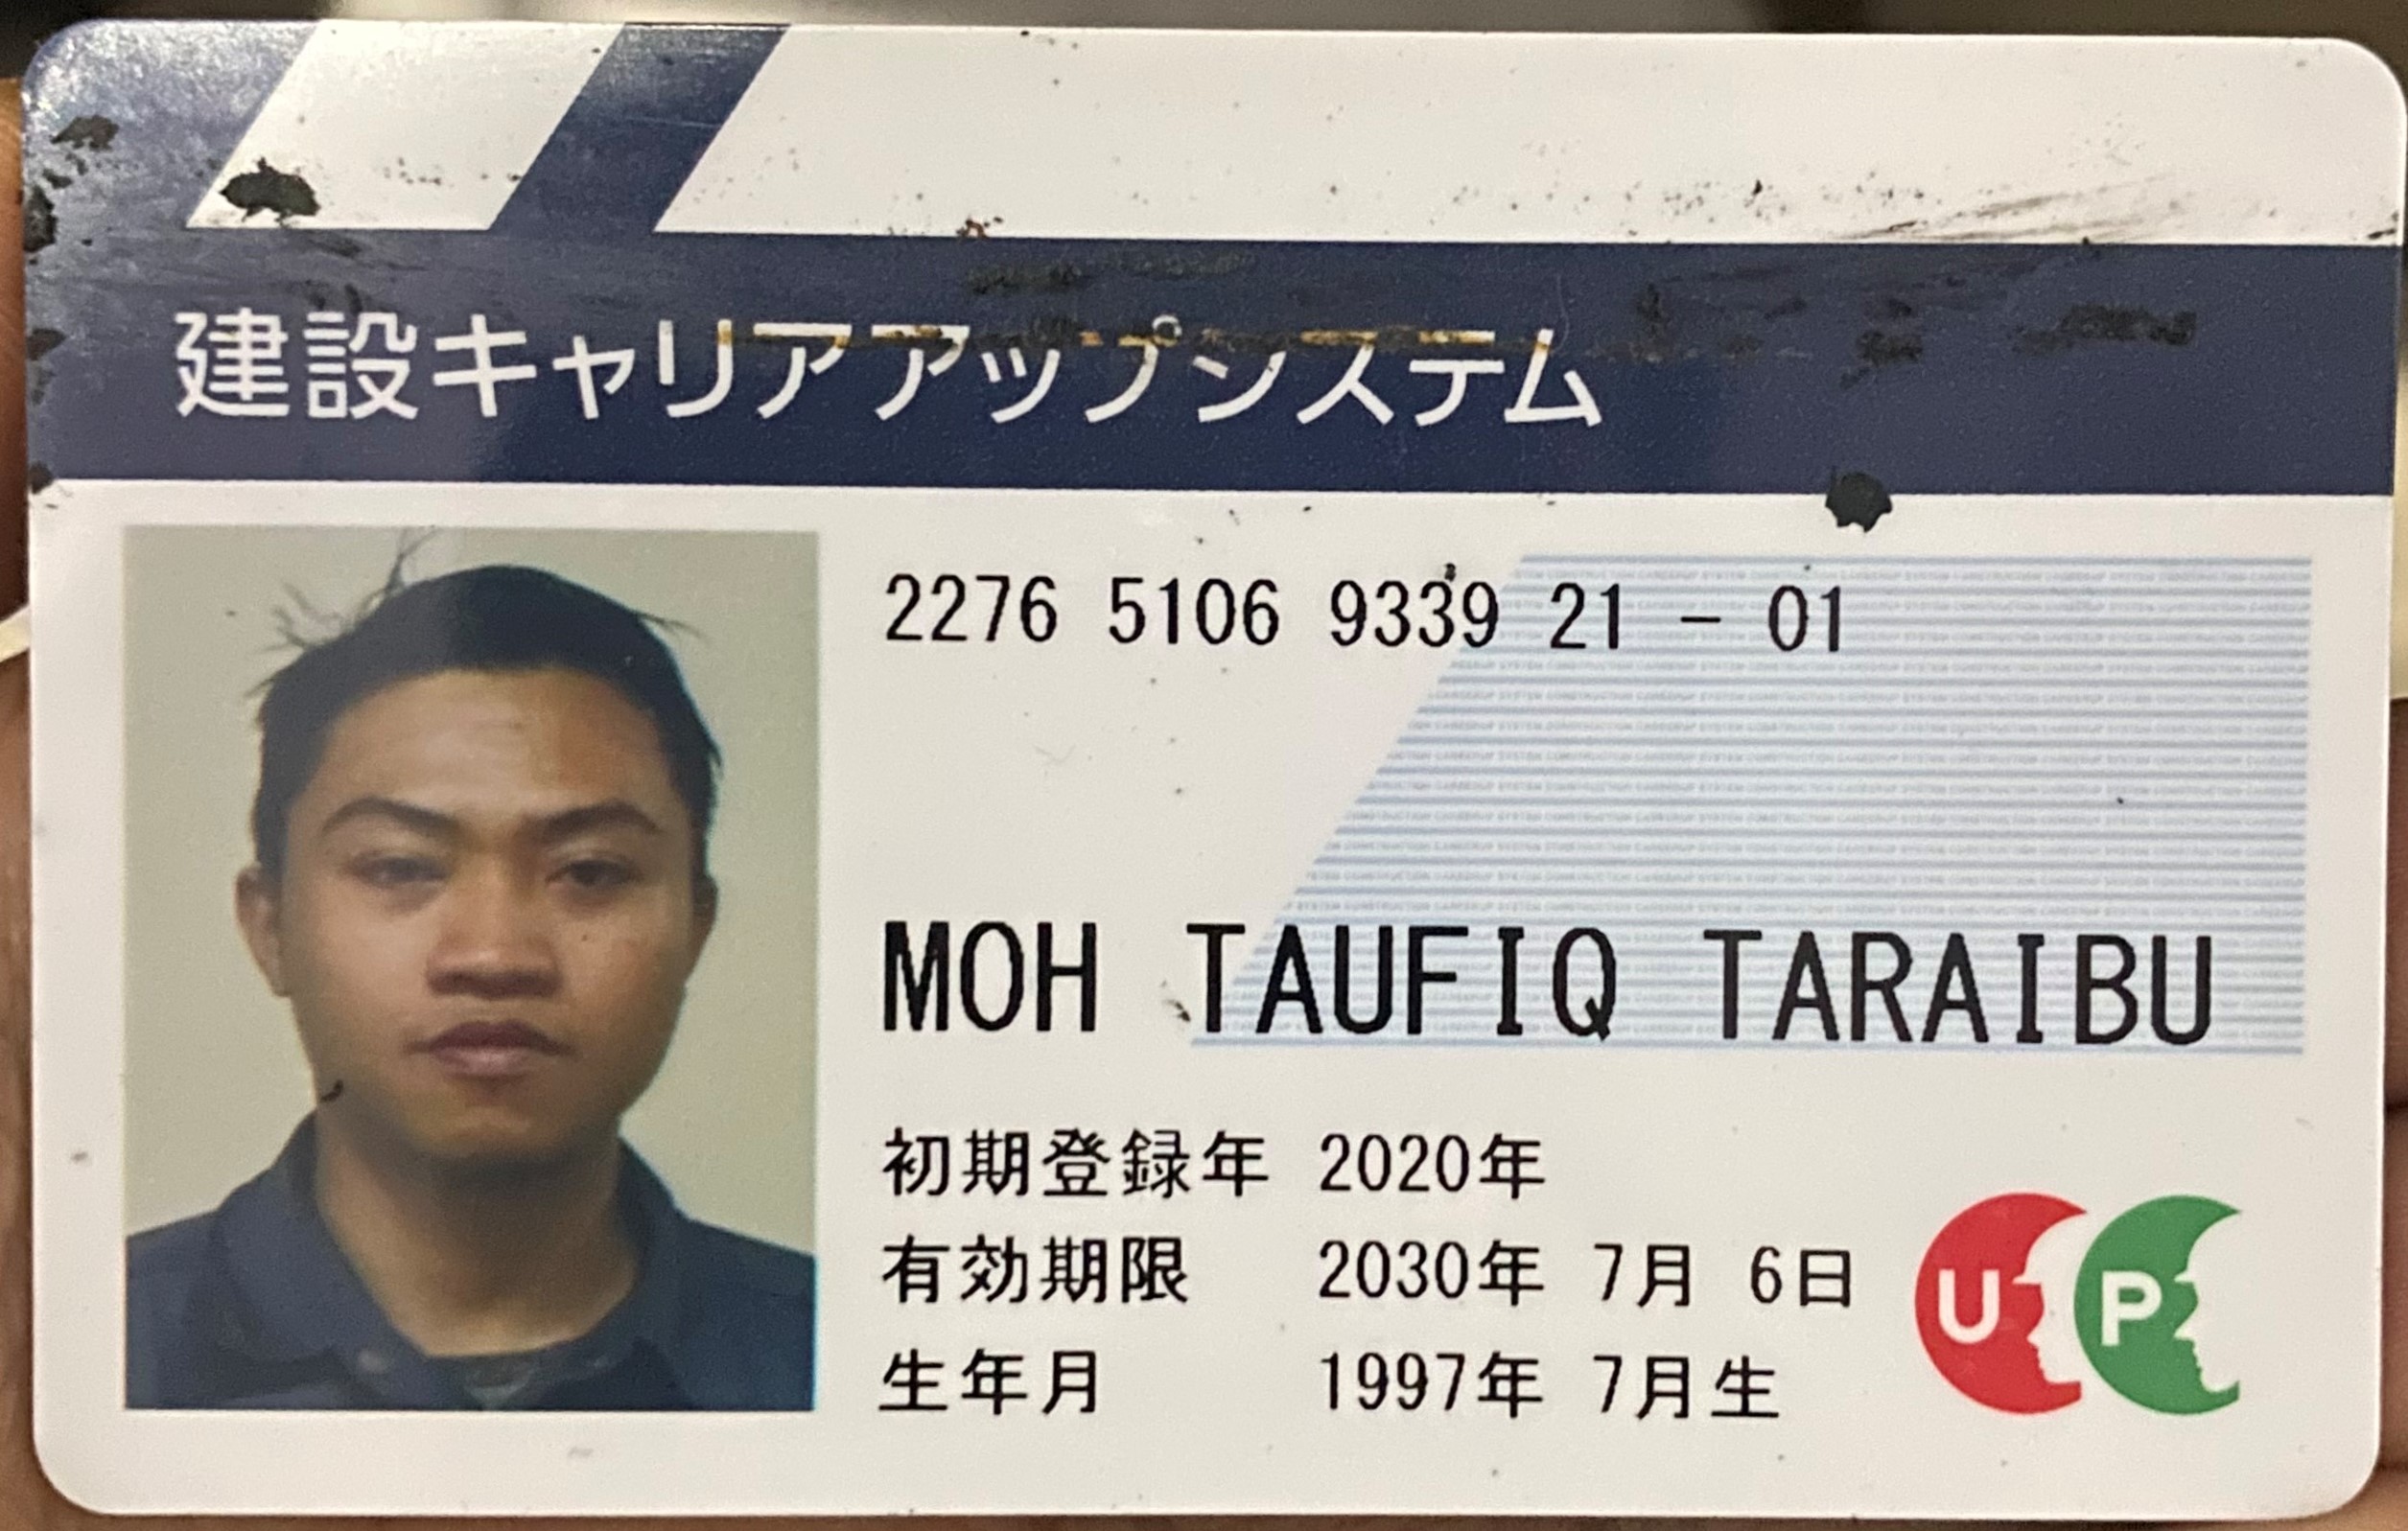 建設キャリアアップシステム
2276 5106 9339 21 - 01
MOH TAUFIQ TARAIBU
初期登録年 2020年
有効期限 2030年 7月 6日
生年月 1997年 7月生
U P